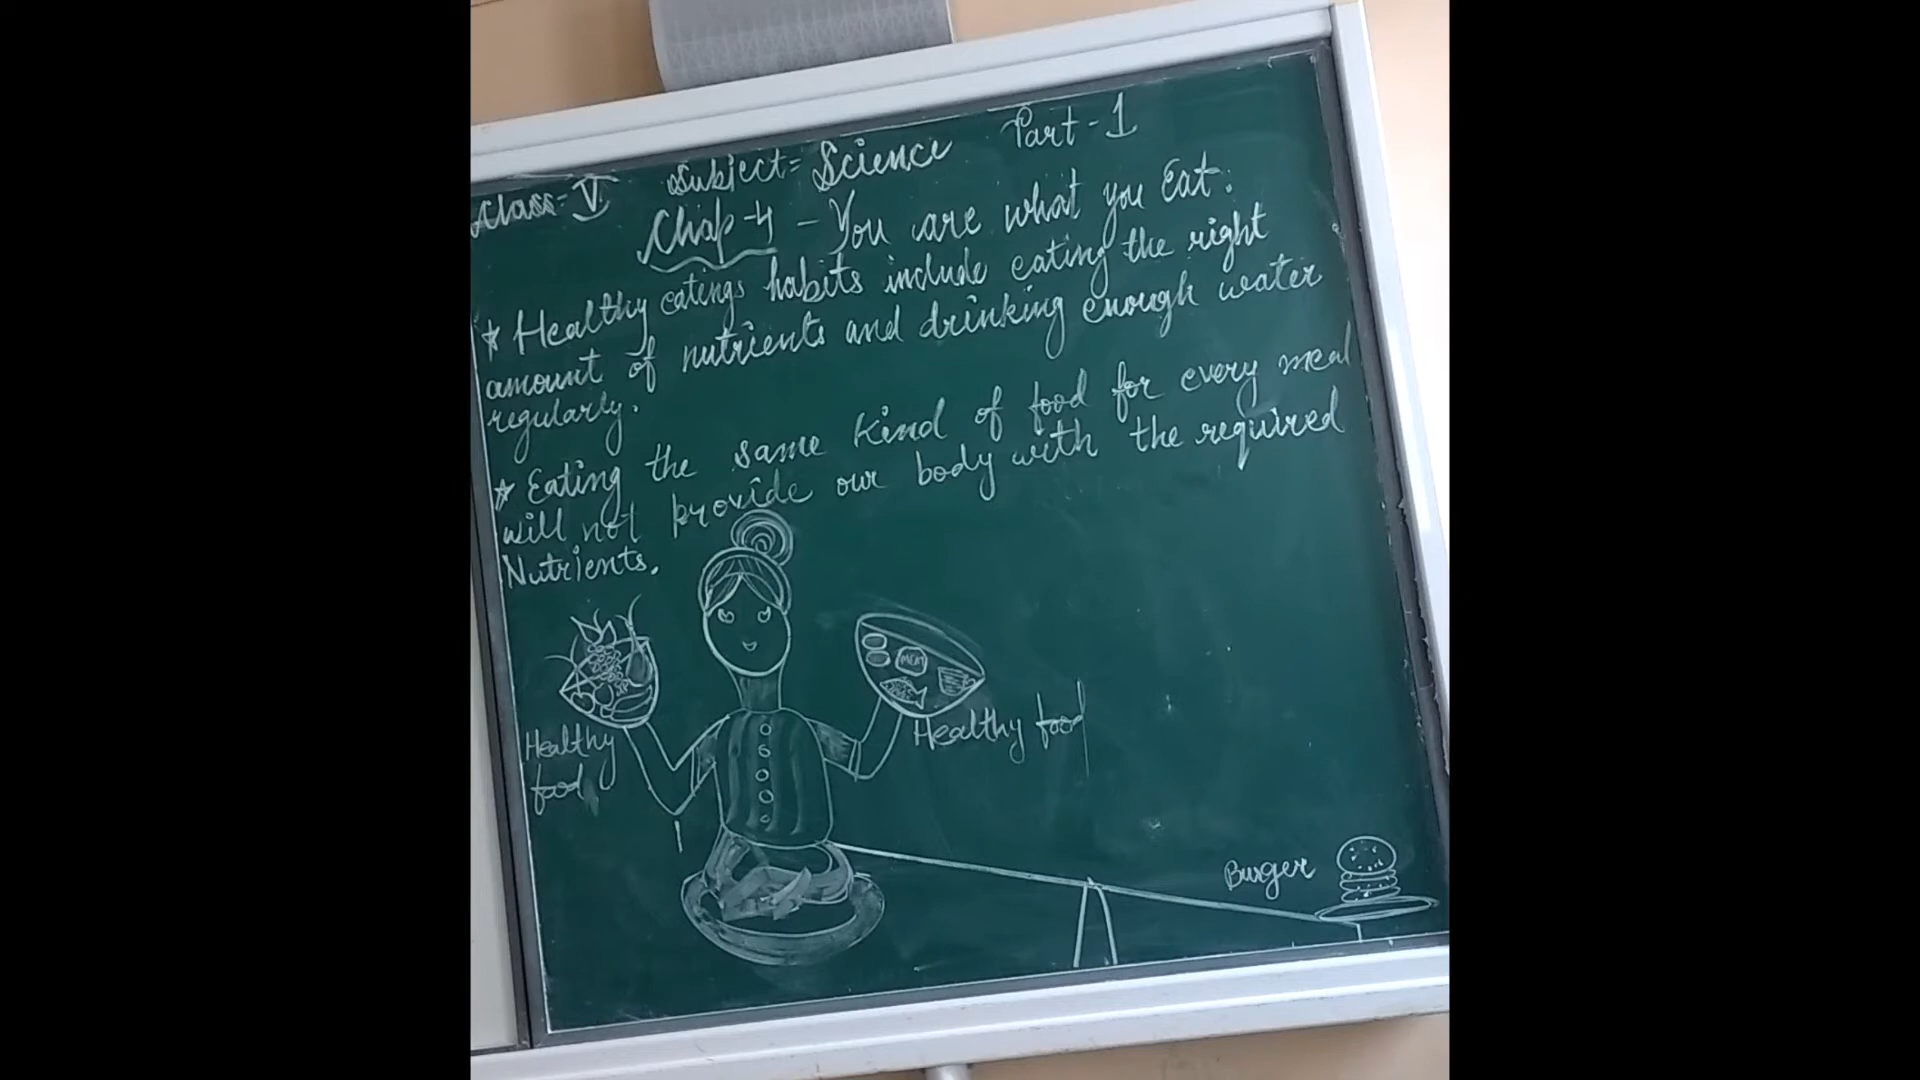 Class- V Subject= Science Part-1
Chap-4 - You are what you Eat.
* Healthy eatings habits include eating the right
amount of nutrients and drinking enough water
regularly.
* Eating the same kind of food for every meal
will not provide our body with the required
Nutrients.
MEAT
Healthy
food
Healthy food
Burger